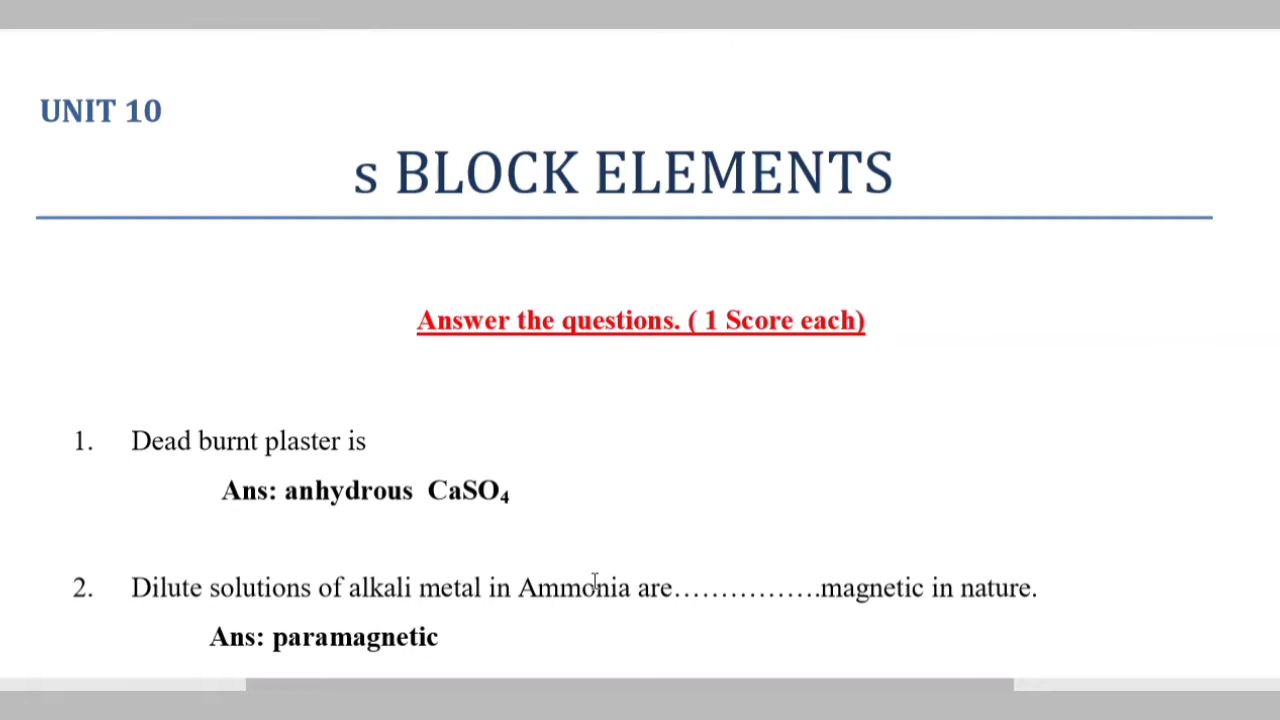 UNIT 10
s BLOCK ELEMENTS
Answer the questions. ( 1 Score each)
1. Dead burnt plaster is
Ans: anhydrous CaSO₄
2. Dilute solutions of alkali metal in Ammonia are…………….magnetic in nature.
Ans: paramagnetic